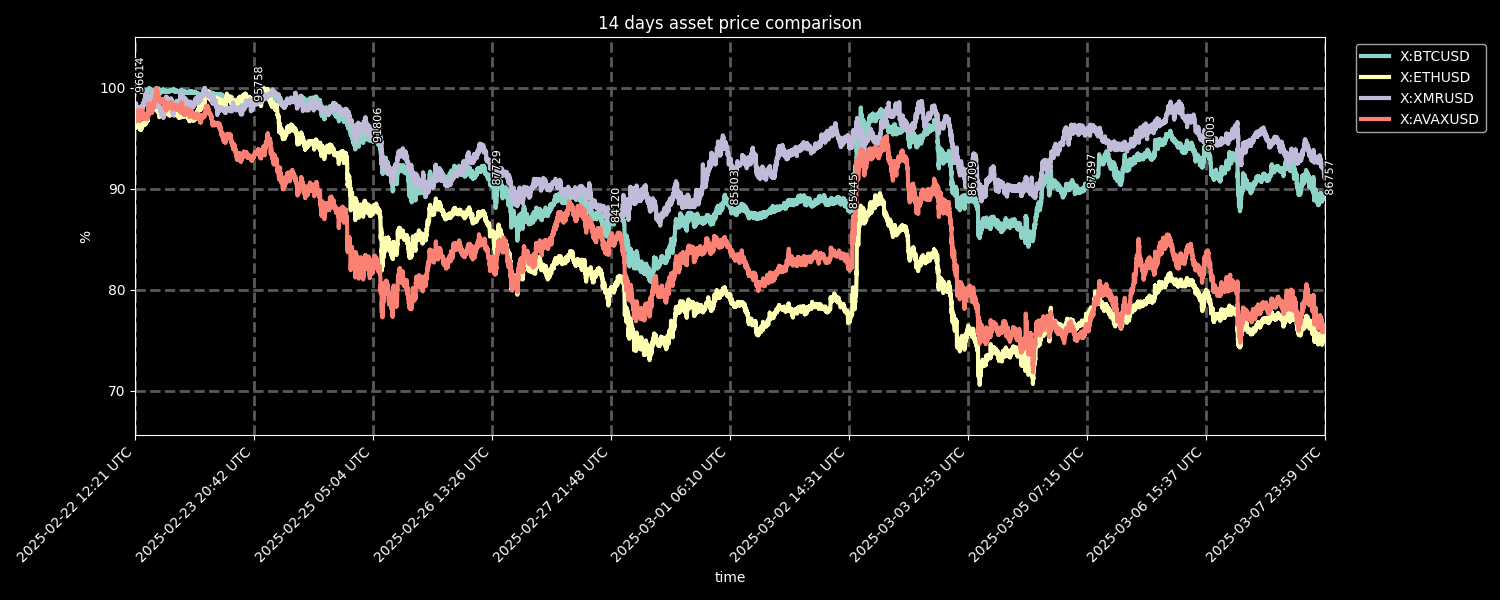 14 days asset price comparison
X:BTCUSD
X:ETHUSD
X:XMRUSD
X:AVAXUSD
%
100
90
80
70
96614
95758
91806
87729
84120
85803
85445
86709
87397
91003
86757
2025-02-22 12:21 UTC
2025-02-23 20:42 UTC
2025-02-25 05:04 UTC
2025-02-26 13:26 UTC
2025-02-27 21:48 UTC
2025-03-01 06:10 UTC
2025-03-02 14:31 UTC
2025-03-03 22:53 UTC
2025-03-05 07:15 UTC
2025-03-06 15:37 UTC
2025-03-07 23:59 UTC
time